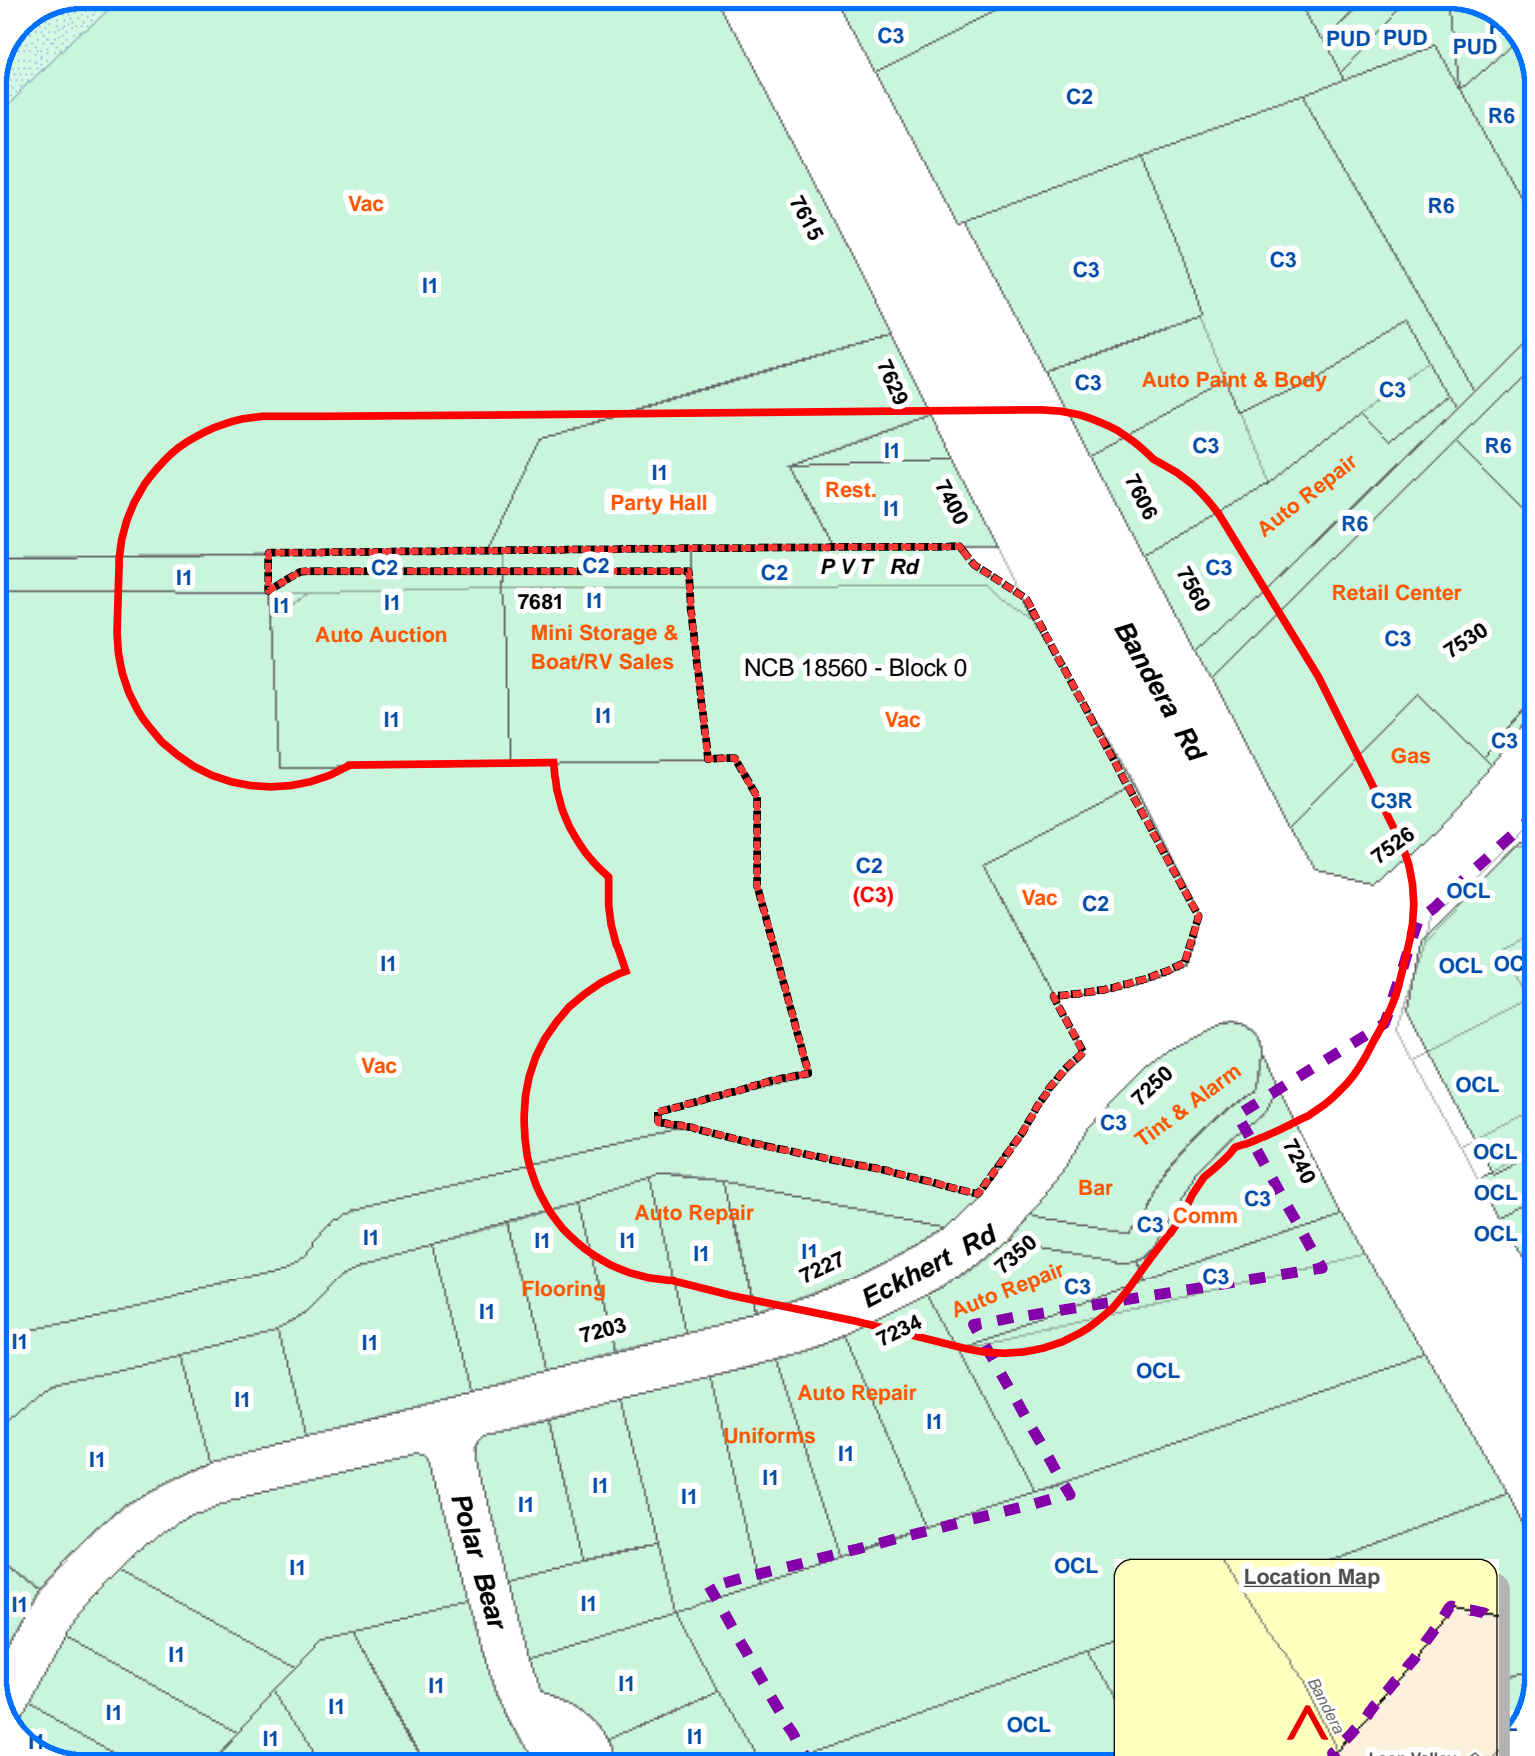 C3
PUD
PUD
PUD
C2
R6
Vac
7615
R6
I1
C3
C3
7629
C3
Auto Paint & Body
C3
I1
C3
R6
I1
Party Hall
Rest.
I1
7400
7606
Auto Repair
R6
I1
C2
C2
C2
PVT Rd
C3
7560
I1
I1
7681
I1
Retail Center
Auto Auction
Mini Storage &
Boat/RV Sales
C3
7530
NCB 18560 - Block 0
Bandera Rd
I1
I1
Vac
C3
Gas
C3R
7526
C2
(C3)
Vac
C2
OCL
I1
OCL
OC
Vac
7250
Tint & Alarm
OCL
C3
OCL
7240
Bar
C3
OCL
I1
I1
Auto Repair
I1
I1
I1
7227
Eckhert Rd
7350
C3
Comm
OCL
Flooring
I1
Auto Repair
C3
C3
I1
I1
7203
7234
OCL
I1
Auto Repair
I1
Uniforms
I1
I1
I1
I1
I1
I1
I1
Polar Bear
I1
OCL
Location Map
I1
I1
I1
I1
I1
I1
I1
I1
I1
I1
OCL
Bandera
Leon Valley